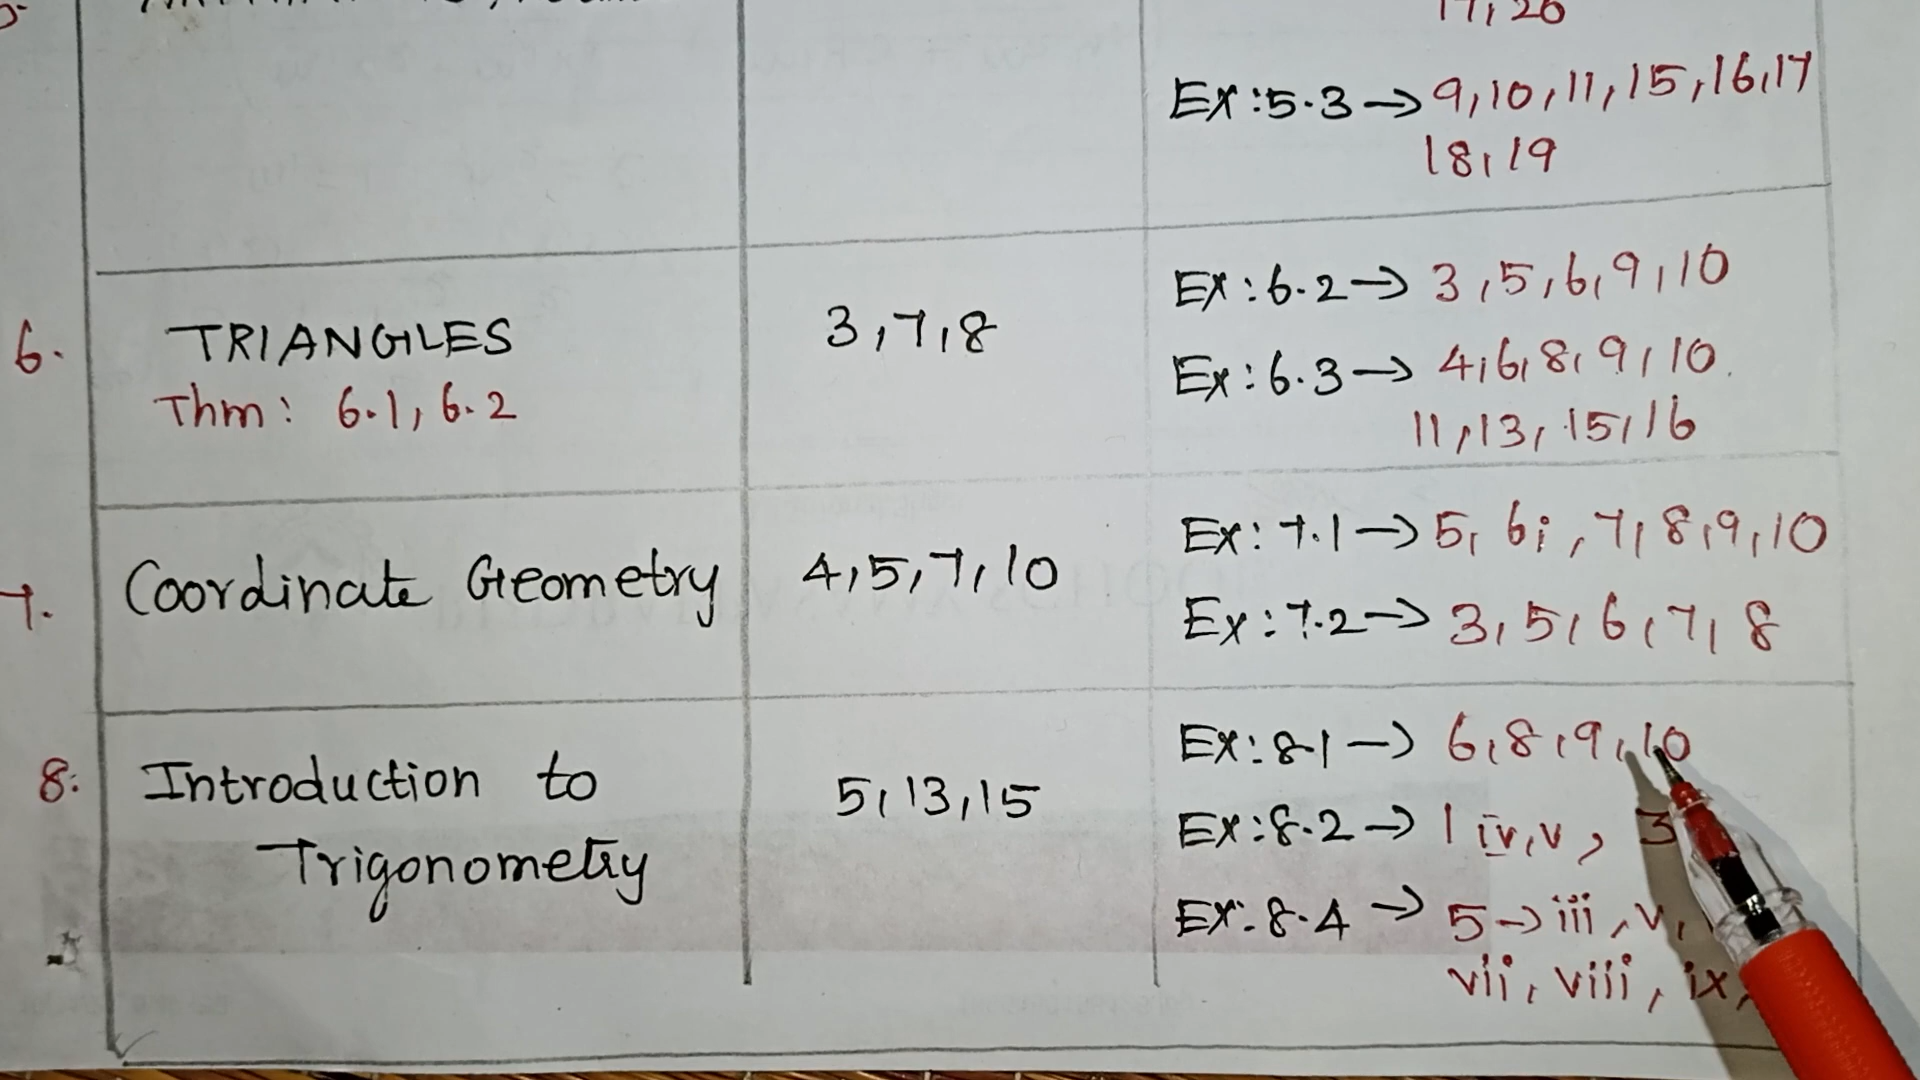 17, 20
Ex: 5.3 → 9, 10, 11, 15, 16, 17
18, 19
6.
TRIANGLES
Thm: 6.1, 6.2
3, 7, 8
Ex: 6.2 → 3, 5, 6, 9, 10
Ex: 6.3 → 4, 6, 8, 9, 10
11, 13, 15, 16
7.
Coordinate Geometry
4, 5, 7, 10
Ex: 7.1 → 5, 6i, 7, 8, 9, 10
Ex: 7.2 → 3, 5, 6, 7, 8
8.
Introduction to
Trigonometry
5, 13, 15
Ex: 8.1 → 6, 8, 9, 10
Ex: 8.2 → 1 iv, v, 3
Ex: 8.4 → 5 → iii, v,
vii, viii, ix,